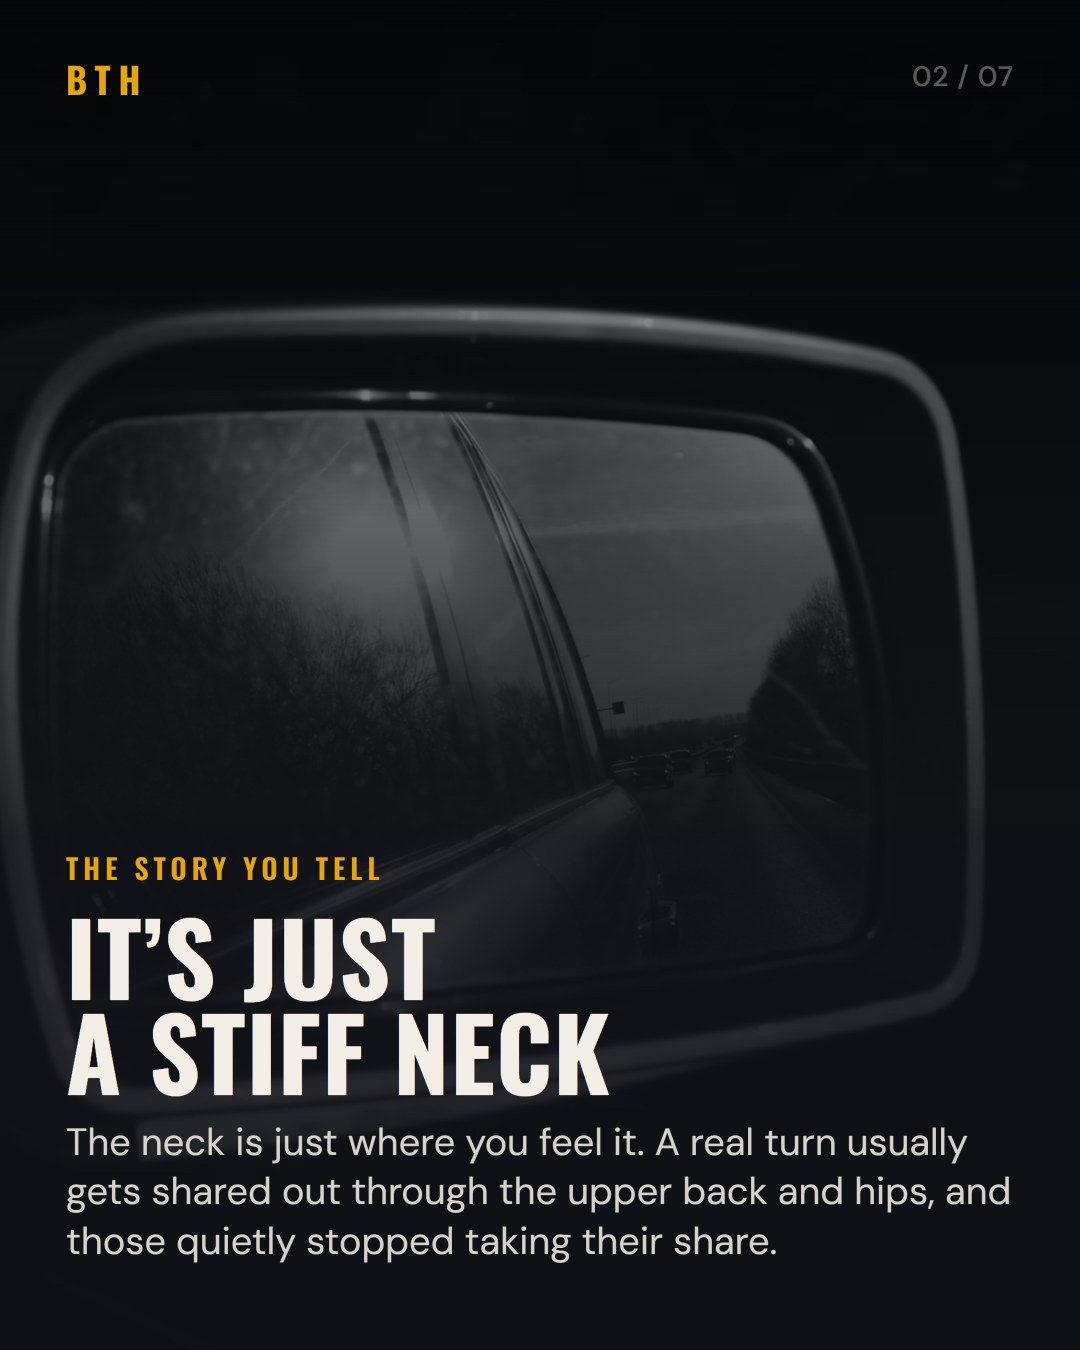 BTH
02 / 07
THE STORY YOU TELL
IT’S JUST
A STIFF NECK
The neck is just where you feel it. A real turn usually
gets shared out through the upper back and hips, and
those quietly stopped taking their share.